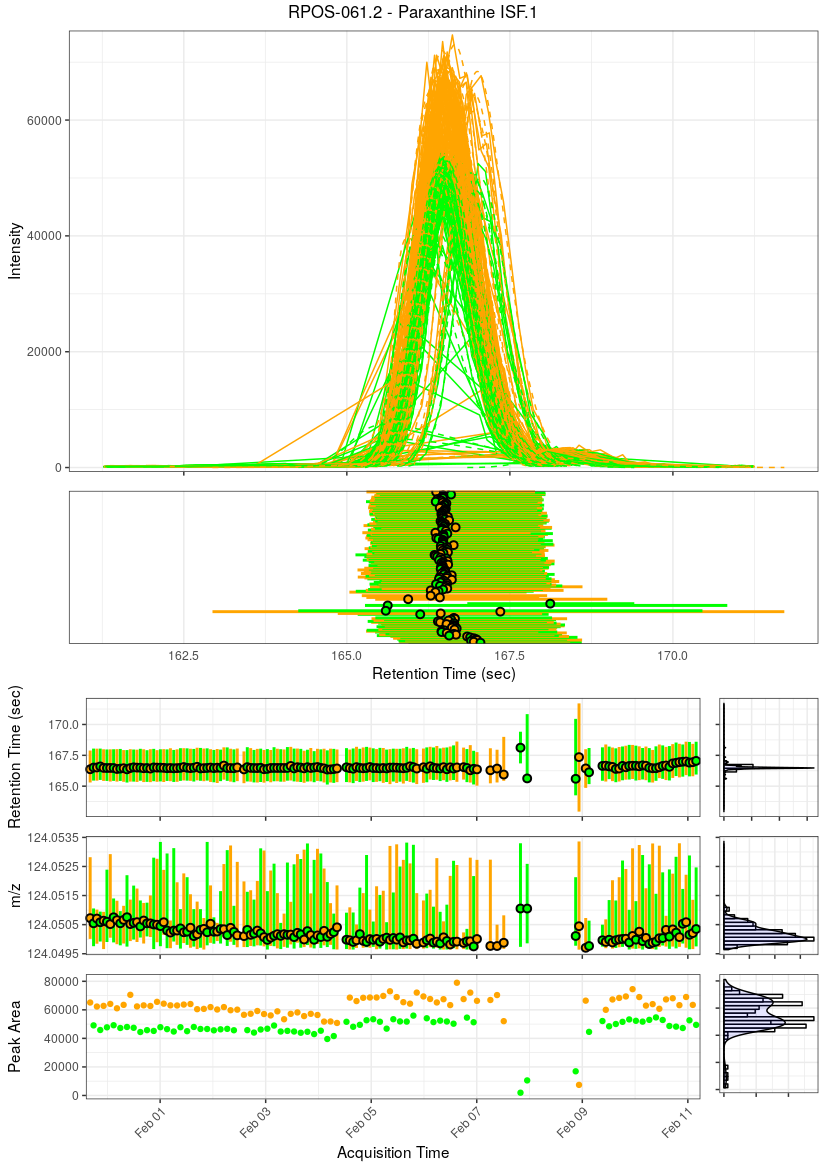 RPOS-061.2 - Paraxanthine ISF.1
Intensity
60000
40000
20000
0
162.5 165.0 167.5 170.0
Retention Time (sec)
Retention Time (sec)
170.0
167.5
165.0
m/z
124.0535
124.0525
124.0515
124.0505
124.0495
Peak Area
80000
60000
40000
20000
0
Feb 01 Feb 03 Feb 05 Feb 07 Feb 09 Feb 11
Acquisition Time